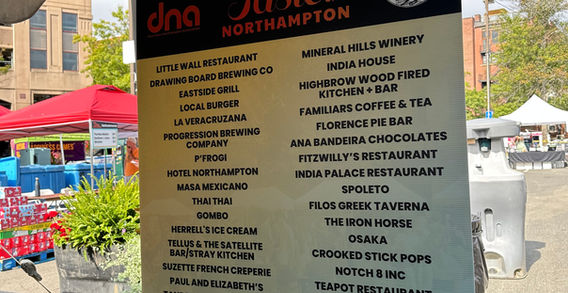 dna
Taste
NORTHAMPTON
LITTLE WALL RESTAURANT
DRAWING BOARD BREWING CO
EASTSIDE GRILL
LOCAL BURGER
LA VERACRUZANA
PROGRESSION BREWING
COMPANY
P'FROGI
HOTEL NORTHAMPTON
MASA MEXICANO
THAI THAI
GOMBO
HERRELL'S ICE CREAM
TELLUS & THE SATELLITE
BAR/STRAY KITCHEN
SUZETTE FRENCH CREPERIE
PAUL AND ELIZABETH'S
MINERAL HILLS WINERY
INDIA HOUSE
HIGHBROW WOOD FIRED
KITCHEN + BAR
FAMILIARS COFFEE & TEA
FLORENCE PIE BAR
ANA BANDEIRA CHOCOLATES
FITZWILLY'S RESTAURANT
INDIA PALACE RESTAURANT
SPOLETO
FILOS GREEK TAVERNA
THE IRON HORSE
OSAKA
CROOKED STICK POPS
NOTCH 8 INC
TEAPOT RESTAURANT